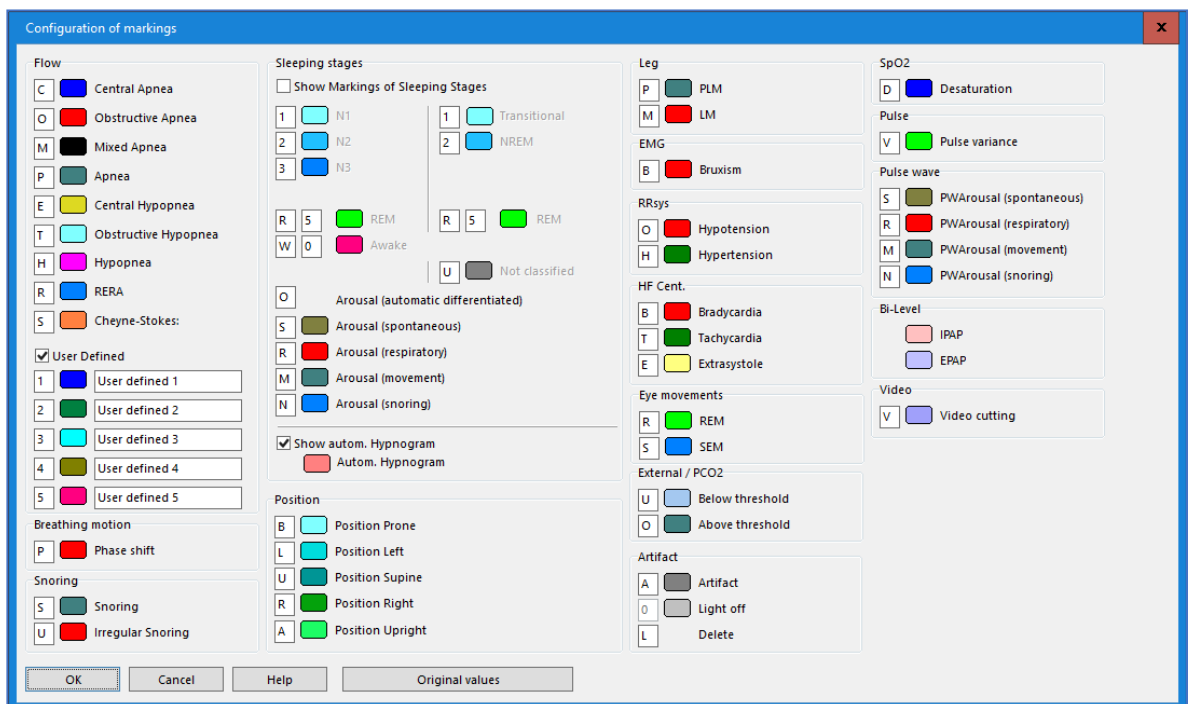 Configuration of markings
x
Flow
C Central Apnea
O Obstructive Apnea
M Mixed Apnea
P Apnea
E Central Hypopnea
T Obstructive Hypopnea
H Hypopnea
R RERA
S Cheyne-Stokes:
User Defined
1 User defined 1
2 User defined 2
3 User defined 3
4 User defined 4
5 User defined 5
Breathing motion
P Phase shift
Snoring
S Snoring
U Irregular Snoring
Sleeping stages
Show Markings of Sleeping Stages
1 N1 1 Transitional
2 N2 2 NREM
3 N3
R 5 REM R 5 REM
W 0 Awake
U Not classified
O Arousal (automatic differentiated)
S Arousal (spontaneous)
R Arousal (respiratory)
M Arousal (movement)
N Arousal (snoring)
Show autom. Hypnogram
Autom. Hypnogram
Position
B Position Prone
L Position Left
U Position Supine
R Position Right
A Position Upright
Leg
P PLM
M LM
EMG
B Bruxism
RRsys
O Hypotension
H Hypertension
HF Cent.
B Bradycardia
T Tachycardia
E Extrasystole
Eye movements
R REM
S SEM
External / PCO2
U Below threshold
O Above threshold
Artifact
A Artifact
0 Light off
L Delete
SpO2
D Desaturation
Pulse
V Pulse variance
Pulse wave
S PWArousal (spontaneous)
R PWArousal (respiratory)
M PWArousal (movement)
N PWArousal (snoring)
Bi-Level
IPAP
EPAP
Video
V Video cutting
OK Cancel Help Original values